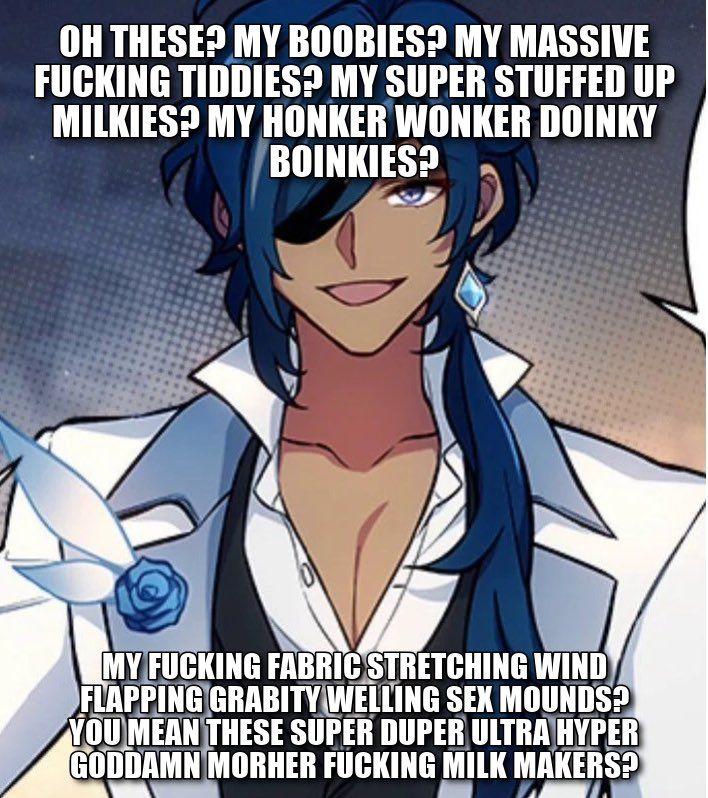 OH THESE? MY BOOBIES? MY MASSIVE
FUCKING TIDDIES? MY SUPER STUFFED UP
MILKIES? MY HONKER WONKER DOINKY
BOINKIES?
MY FUCKING FABRIC STRETCHING WIND
FLAPPING GRABITY WELLING SEX MOUNDS?
YOU MEAN THESE SUPER DUPER ULTRA HYPER
GODDAMN MORHER FUCKING MILK MAKERS?